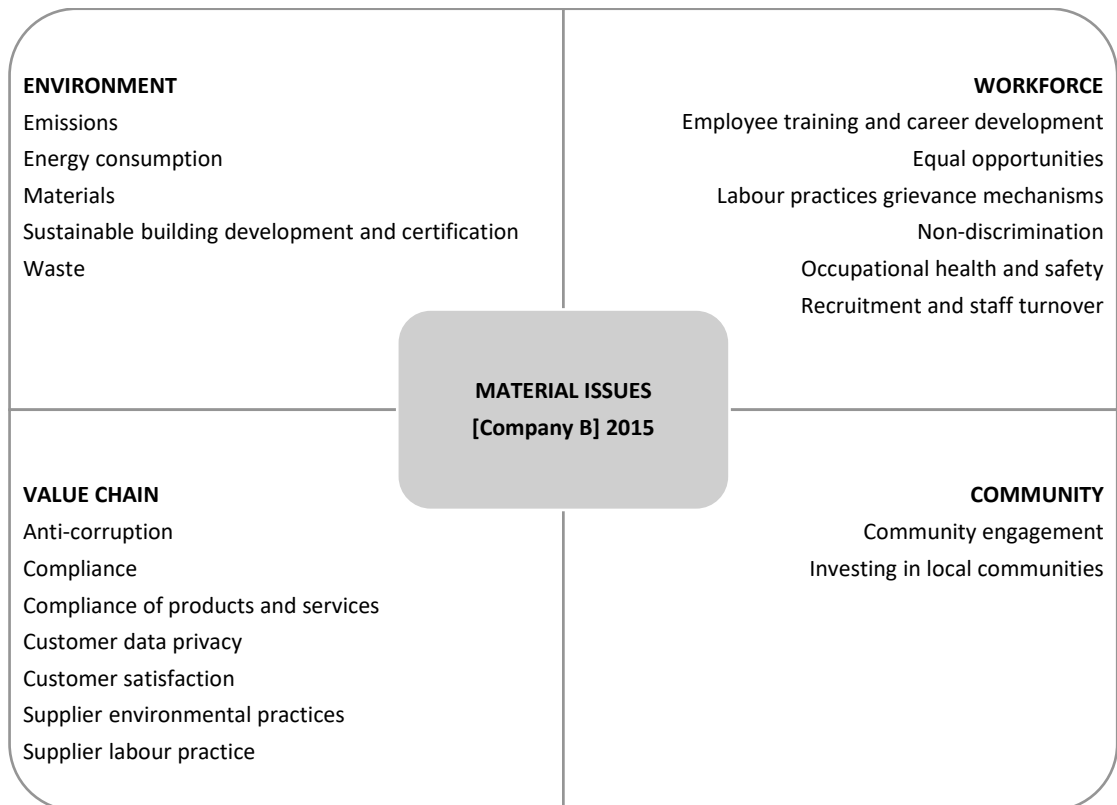 ENVIRONMENT
Emissions
Energy consumption
Materials
Sustainable building development and certification
Waste
WORKFORCE
Employee training and career development
Equal opportunities
Labour practices grievance mechanisms
Non-discrimination
Occupational health and safety
Recruitment and staff turnover
MATERIAL ISSUES
[Company B] 2015
VALUE CHAIN
Anti-corruption
Compliance
Compliance of products and services
Customer data privacy
Customer satisfaction
Supplier environmental practices
Supplier labour practice
COMMUNITY
Community engagement
Investing in local communities